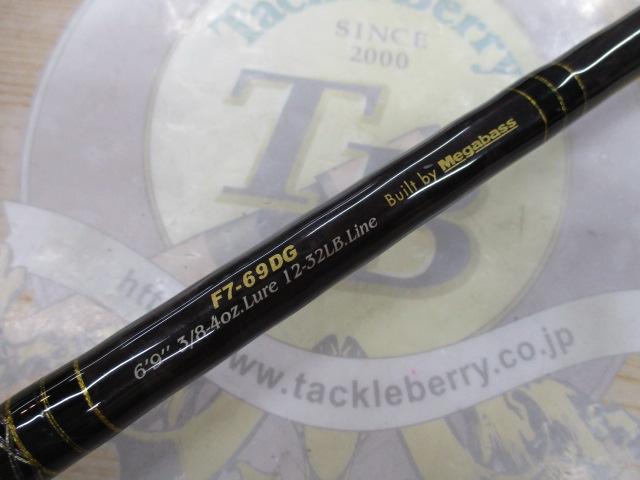 TackleBerry
SINCE
2000
TB
F7-69DG
6'9" 3/8-4oz.Lure 12-32LB.Line
Built by Megabass
www.tackleberry.co.jp